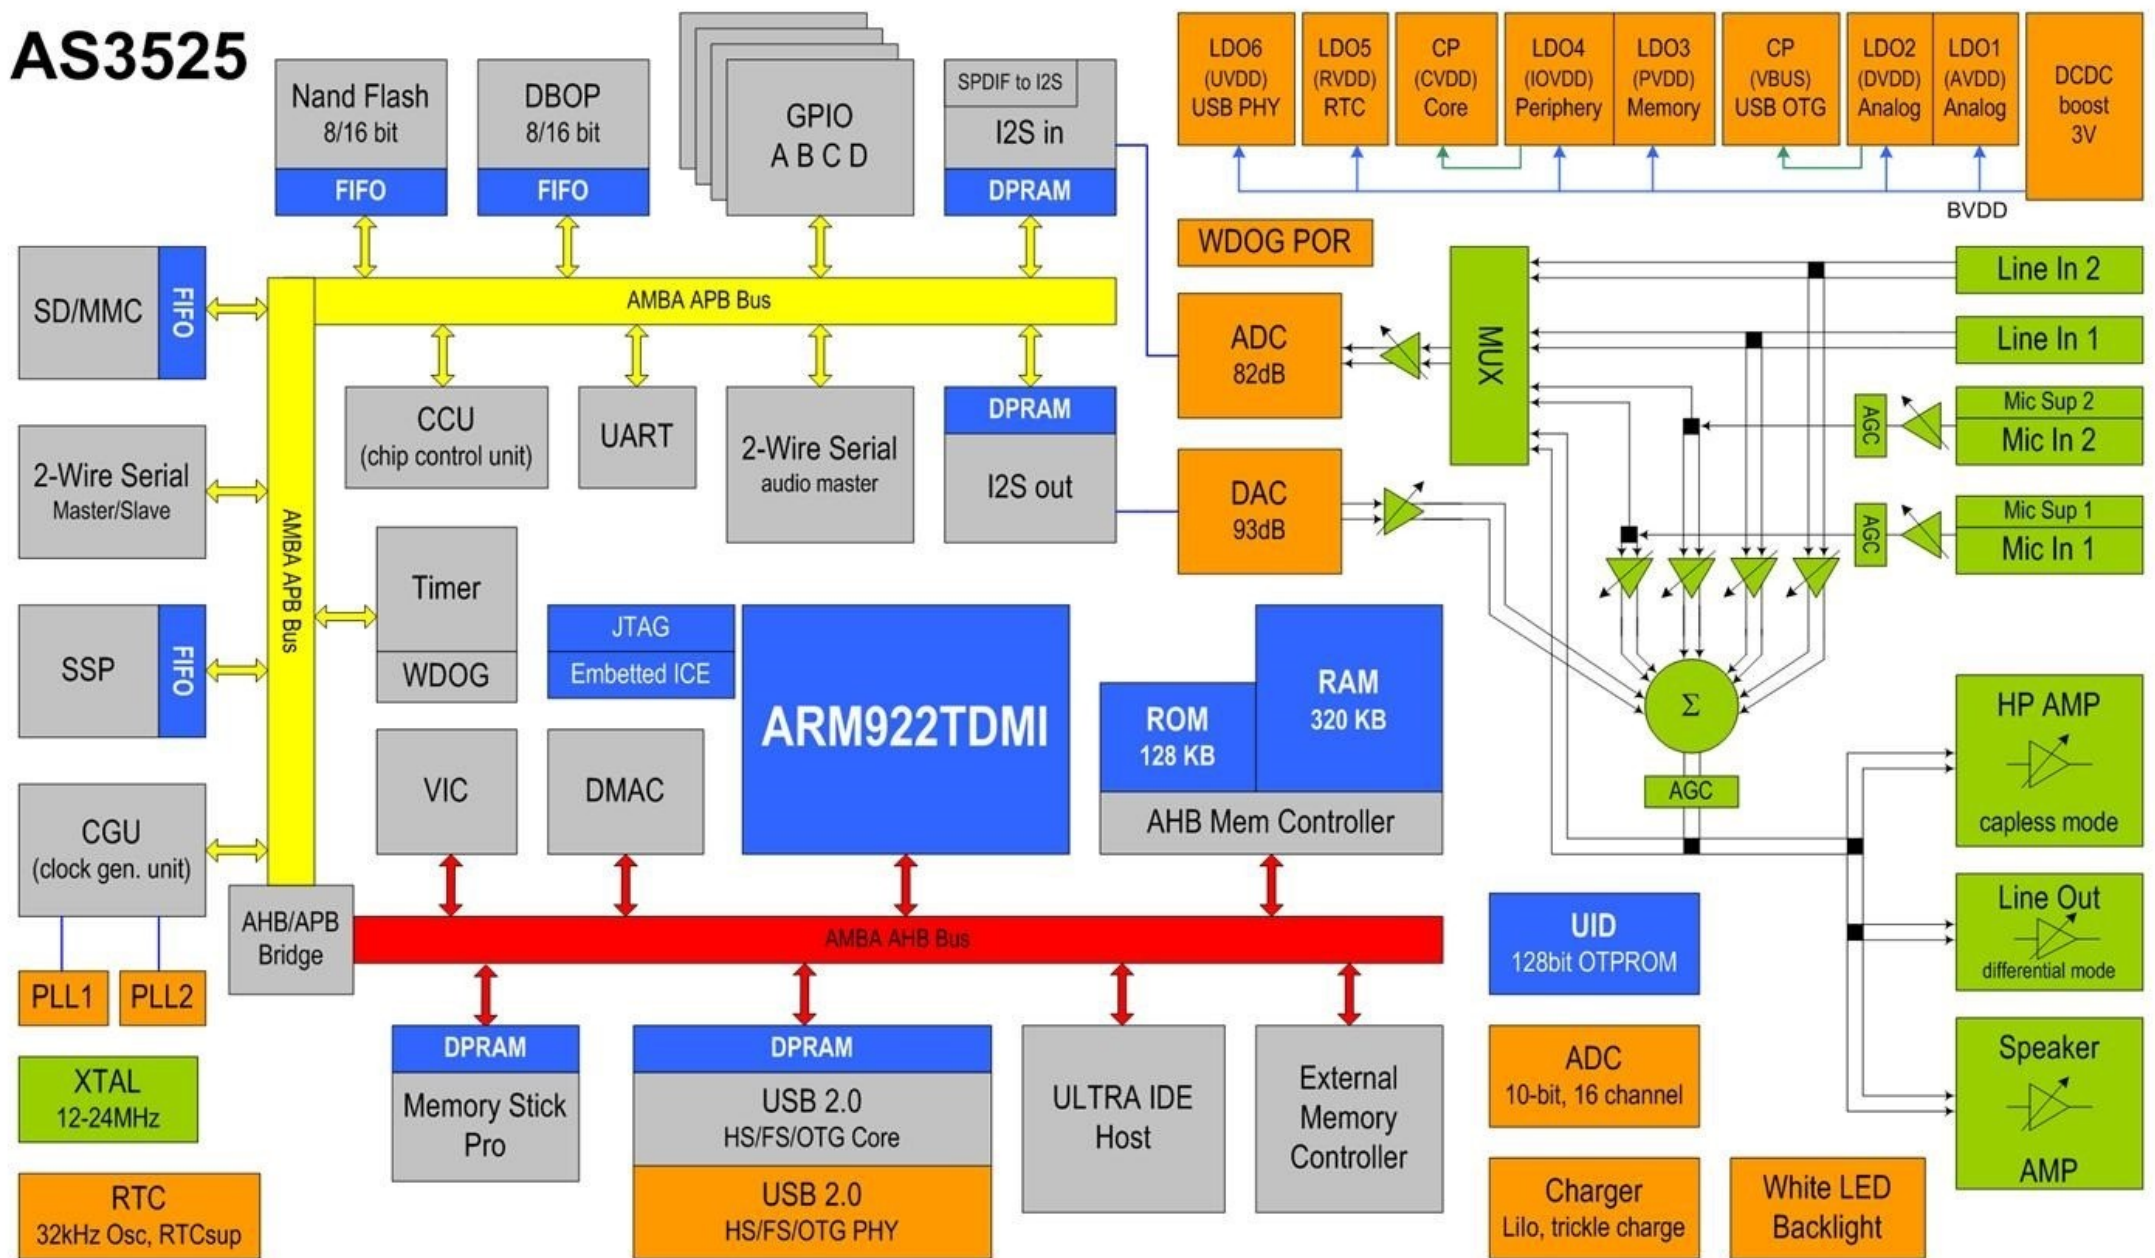 AS3525
Nand Flash
8/16 bit
FIFO
DBOP
8/16 bit
FIFO
GPIO
A B C D
SPDIF to I2S
I2S in
DPRAM
LDO6
(UVDD)
USB PHY
LDO5
(RVDD)
RTC
CP
(CVDD)
Core
LDO4
(IOVDD)
Periphery
LDO3
(PVDD)
Memory
CP
(VBUS)
USB OTG
LDO2
(DVDD)
Analog
LDO1
(AVDD)
Analog
DCDC
boost
3V
BVDD
WDOG POR
SD/MMC
FIFO
AMBA APB Bus
ADC
82dB
MUX
Line In 2
Line In 1
CCU
(chip control unit)
UART
2-Wire Serial
audio master
DPRAM
I2S out
DAC
93dB
AGC
Mic Sup 2
Mic In 2
AGC
Mic Sup 1
Mic In 1
2-Wire Serial
Master/Slave
AMBA APB Bus
Timer
WDOG
JTAG
Embetted ICE
ARM922TDMI
ROM
128 KB
RAM
320 KB
AHB Mem Controller
Σ
AGC
SSP
FIFO
VIC
DMAC
HP AMP
capless mode
CGU
(clock gen. unit)
AHB/APB
Bridge
AMBA AHB Bus
UID
128bit OTPROM
Line Out
differential mode
PLL1
PLL2
DPRAM
Memory Stick
Pro
DPRAM
USB 2.0
HS/FS/OTG Core
USB 2.0
HS/FS/OTG PHY
ULTRA IDE
Host
External
Memory
Controller
ADC
10-bit, 16 channel
Speaker
AMP
XTAL
12-24MHz
RTC
32kHz Osc, RTCsup
Charger
Lilo, trickle charge
White LED
Backlight